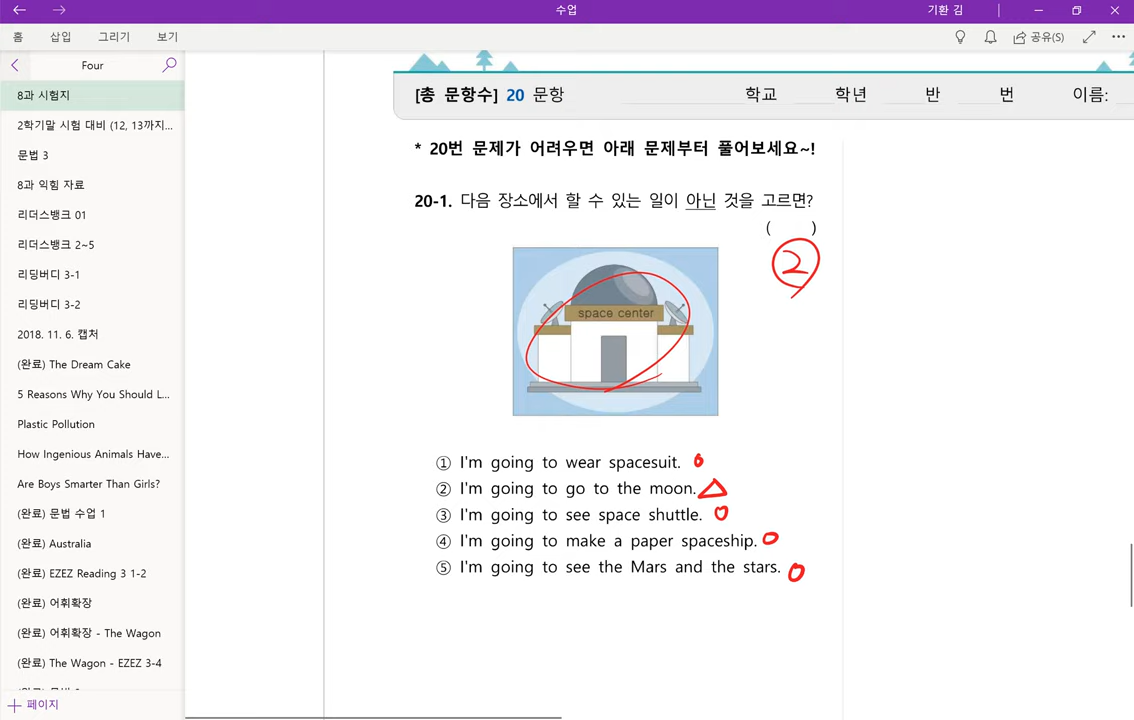 수업
기환 김
홈 삽입 그리기 보기
공유(S)
Four
8과 시험지
2학기말 시험 대비 (12, 13까지...
문법 3
8과 익힘 자료
리더스뱅크 01
리더스뱅크 2~5
리딩버디 3-1
리딩버디 3-2
2018. 11. 6. 캡처
(완료) The Dream Cake
5 Reasons Why You Should L...
Plastic Pollution
How Ingenious Animals Have...
Are Boys Smarter Than Girls?
(완료) 문법 수업 1
(완료) Australia
(완료) EZEZ Reading 3 1-2
(완료) 어휘확장
(완료) 어휘확장 - The Wagon
(완료) The Wagon - EZEZ 3-4
페이지
[총 문항수] 20 문항 학교 학년 반 번 이름:
* 20번 문제가 어려우면 아래 문제부터 풀어보세요~!
20-1. 다음 장소에서 할 수 있는 일이 아닌 것을 고르면?
( )
2
space center
① I'm going to wear spacesuit.
② I'm going to go to the moon.
③ I'm going to see space shuttle.
④ I'm going to make a paper spaceship.
⑤ I'm going to see the Mars and the stars.